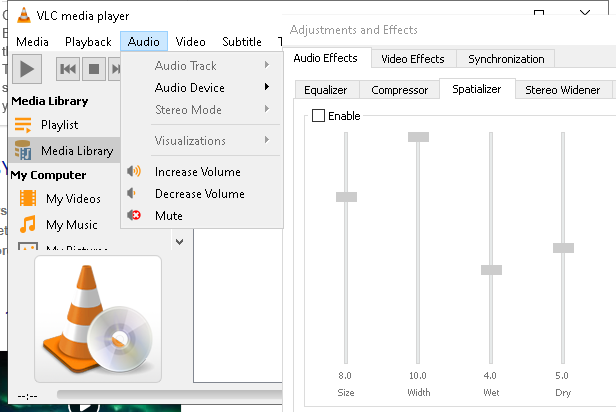 VLC media player
Media Playback Audio Video Subtitle
Audio Track
Audio Device
Stereo Mode
Visualizations
Increase Volume
Decrease Volume
Mute
Media Library
Playlist
Media Library
My Computer
My Videos
My Music
My Pictures
--:--
Adjustments and Effects
Audio Effects Video Effects Synchronization
Equalizer Compressor Spatializer Stereo Widener
Enable
8.0 10.0 4.0 5.0
Size Width Wet Dry